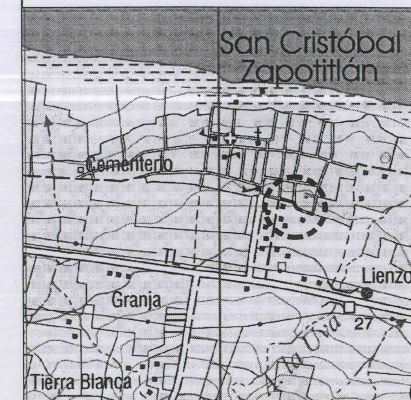 San Cristóbal
Zapotitlán
Cementerio
TL
Lienzo
Granja
27
la Uva
Tierra Blanca